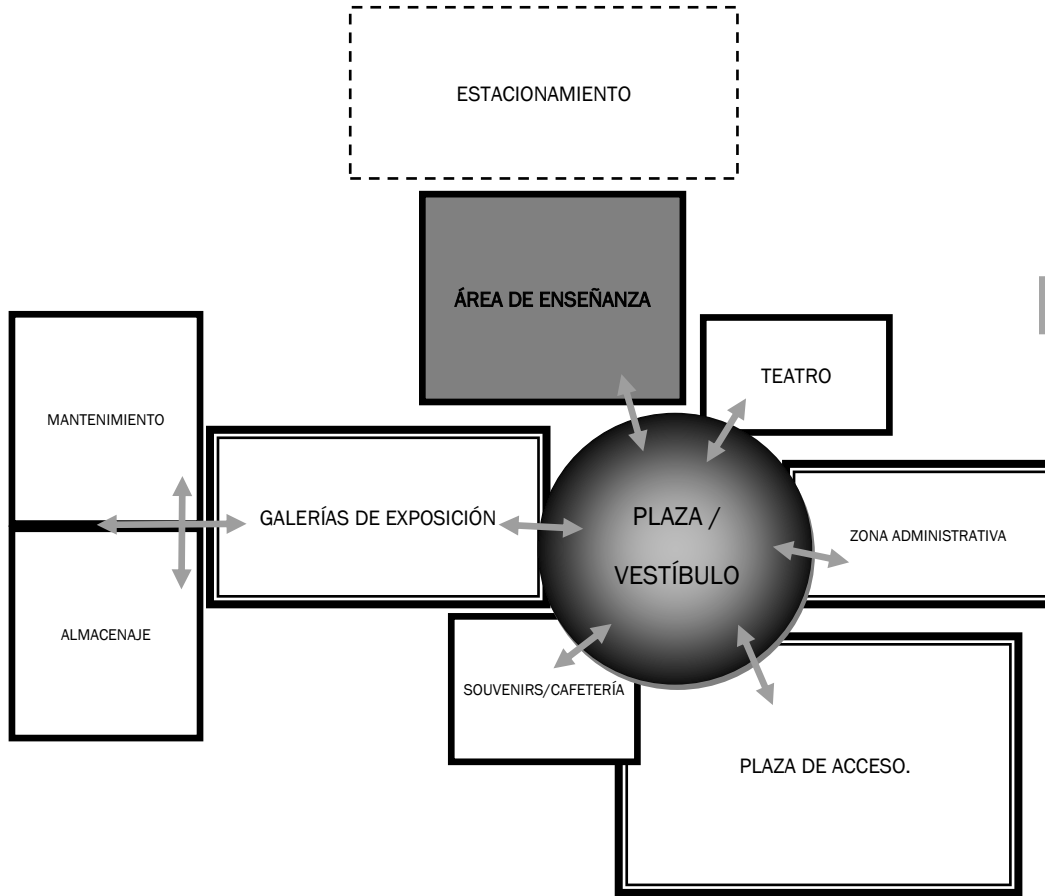 ESTACIONAMIENTO
ÁREA DE ENSEÑANZA
TEATRO
MANTENIMIENTO
GALERÍAS DE EXPOSICIÓN
PLAZA /
VESTÍBULO
ZONA ADMINISTRATIVA
ALMACENAJE
SOUVENIRS/CAFETERÍA
PLAZA DE ACCESO.